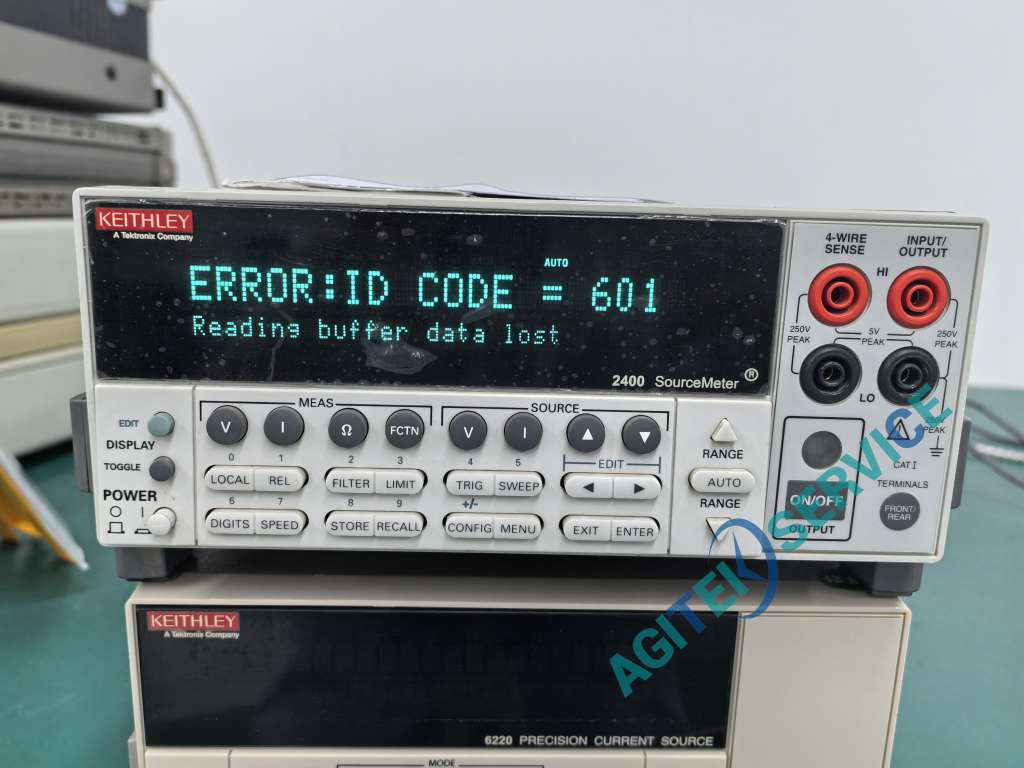 KEITHLEY
A Tektronix Company
AUTO
ERROR:ID CODE = 601
Reading buffer data lost
2400 SourceMeter ®
4-WIRE SENSE
INPUT/ OUTPUT
HI
250V PEAK
5V PEAK
250V PEAK
LO
PEAK
CAT I
EDIT
DISPLAY
TOGGLE
POWER
O I
MEAS
V I Ω FCTN
0 1 2 3
LOCAL REL FILTER LIMIT
6 7 8 9
DIGITS SPEED STORE RECALL
SOURCE
V I ▲ ▼
4 5
EDIT
TRIG SWEEP ◀ ▶
+/-
CONFIG MENU EXIT ENTER
RANGE
AUTO
RANGE
ON/OFF
OUTPUT
TERMINALS
FRONT/ REAR
AGITEK SERVICE
KEITHLEY
A Tektronix Company
6220 PRECISION CURRENT SOURCE
MODE